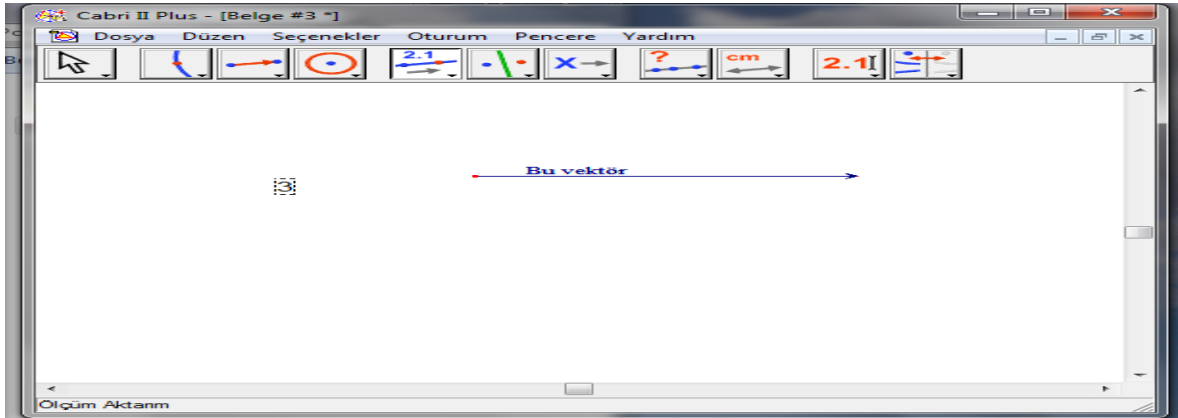 Cabri II Plus - [Belge #3 *]
Dosya Düzen Seçenekler Oturum Pencere Yardım
2.1 X ? cm 2.1
Bu vektör
3
Ölçüm Aktarım